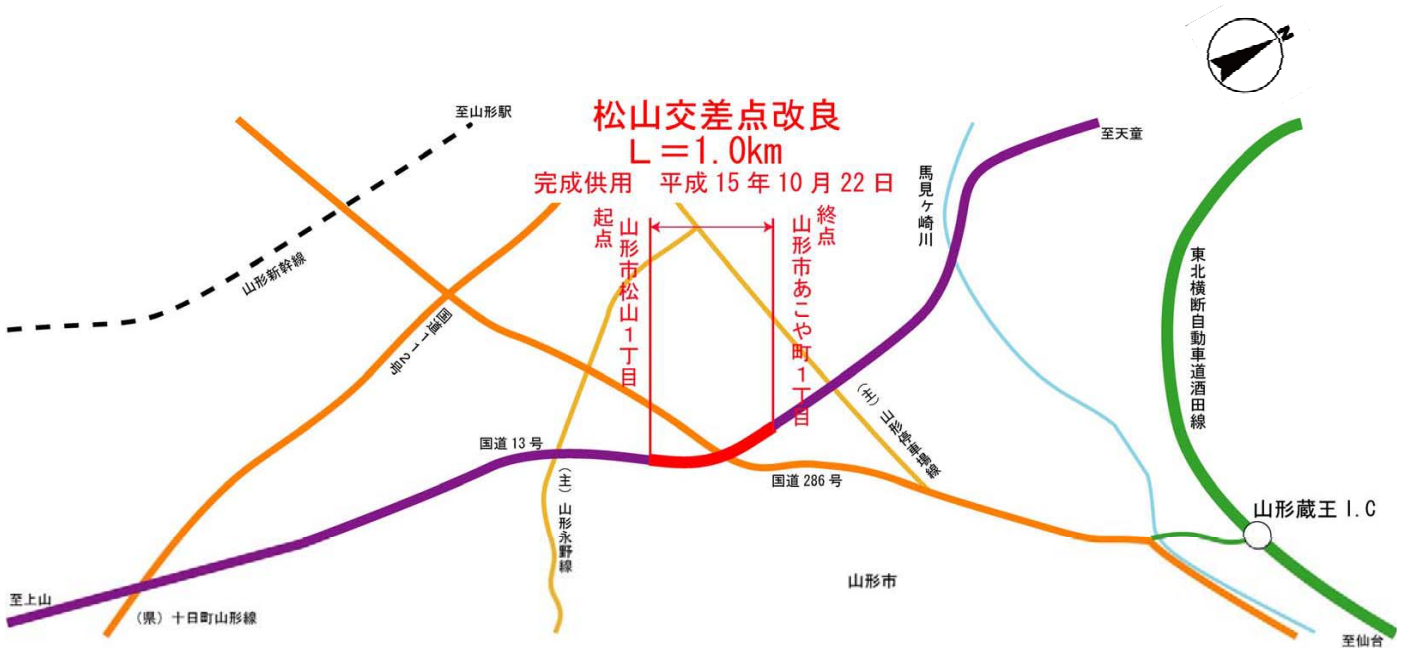 N
至山形駅
松山交差点改良
L=1.0km
完成供用 平成15年10月22日
至天童
馬見ヶ崎川
起点
山形市松山1丁目
終点
山形市あこや町1丁目
山形新幹線
東北横断自動車道酒田線
国道112号
(主)山形停車場線
国道13号
(主)山形永野線
国道286号
山形蔵王I.C
山形市
至上山
(県)十日町山形線
至仙台